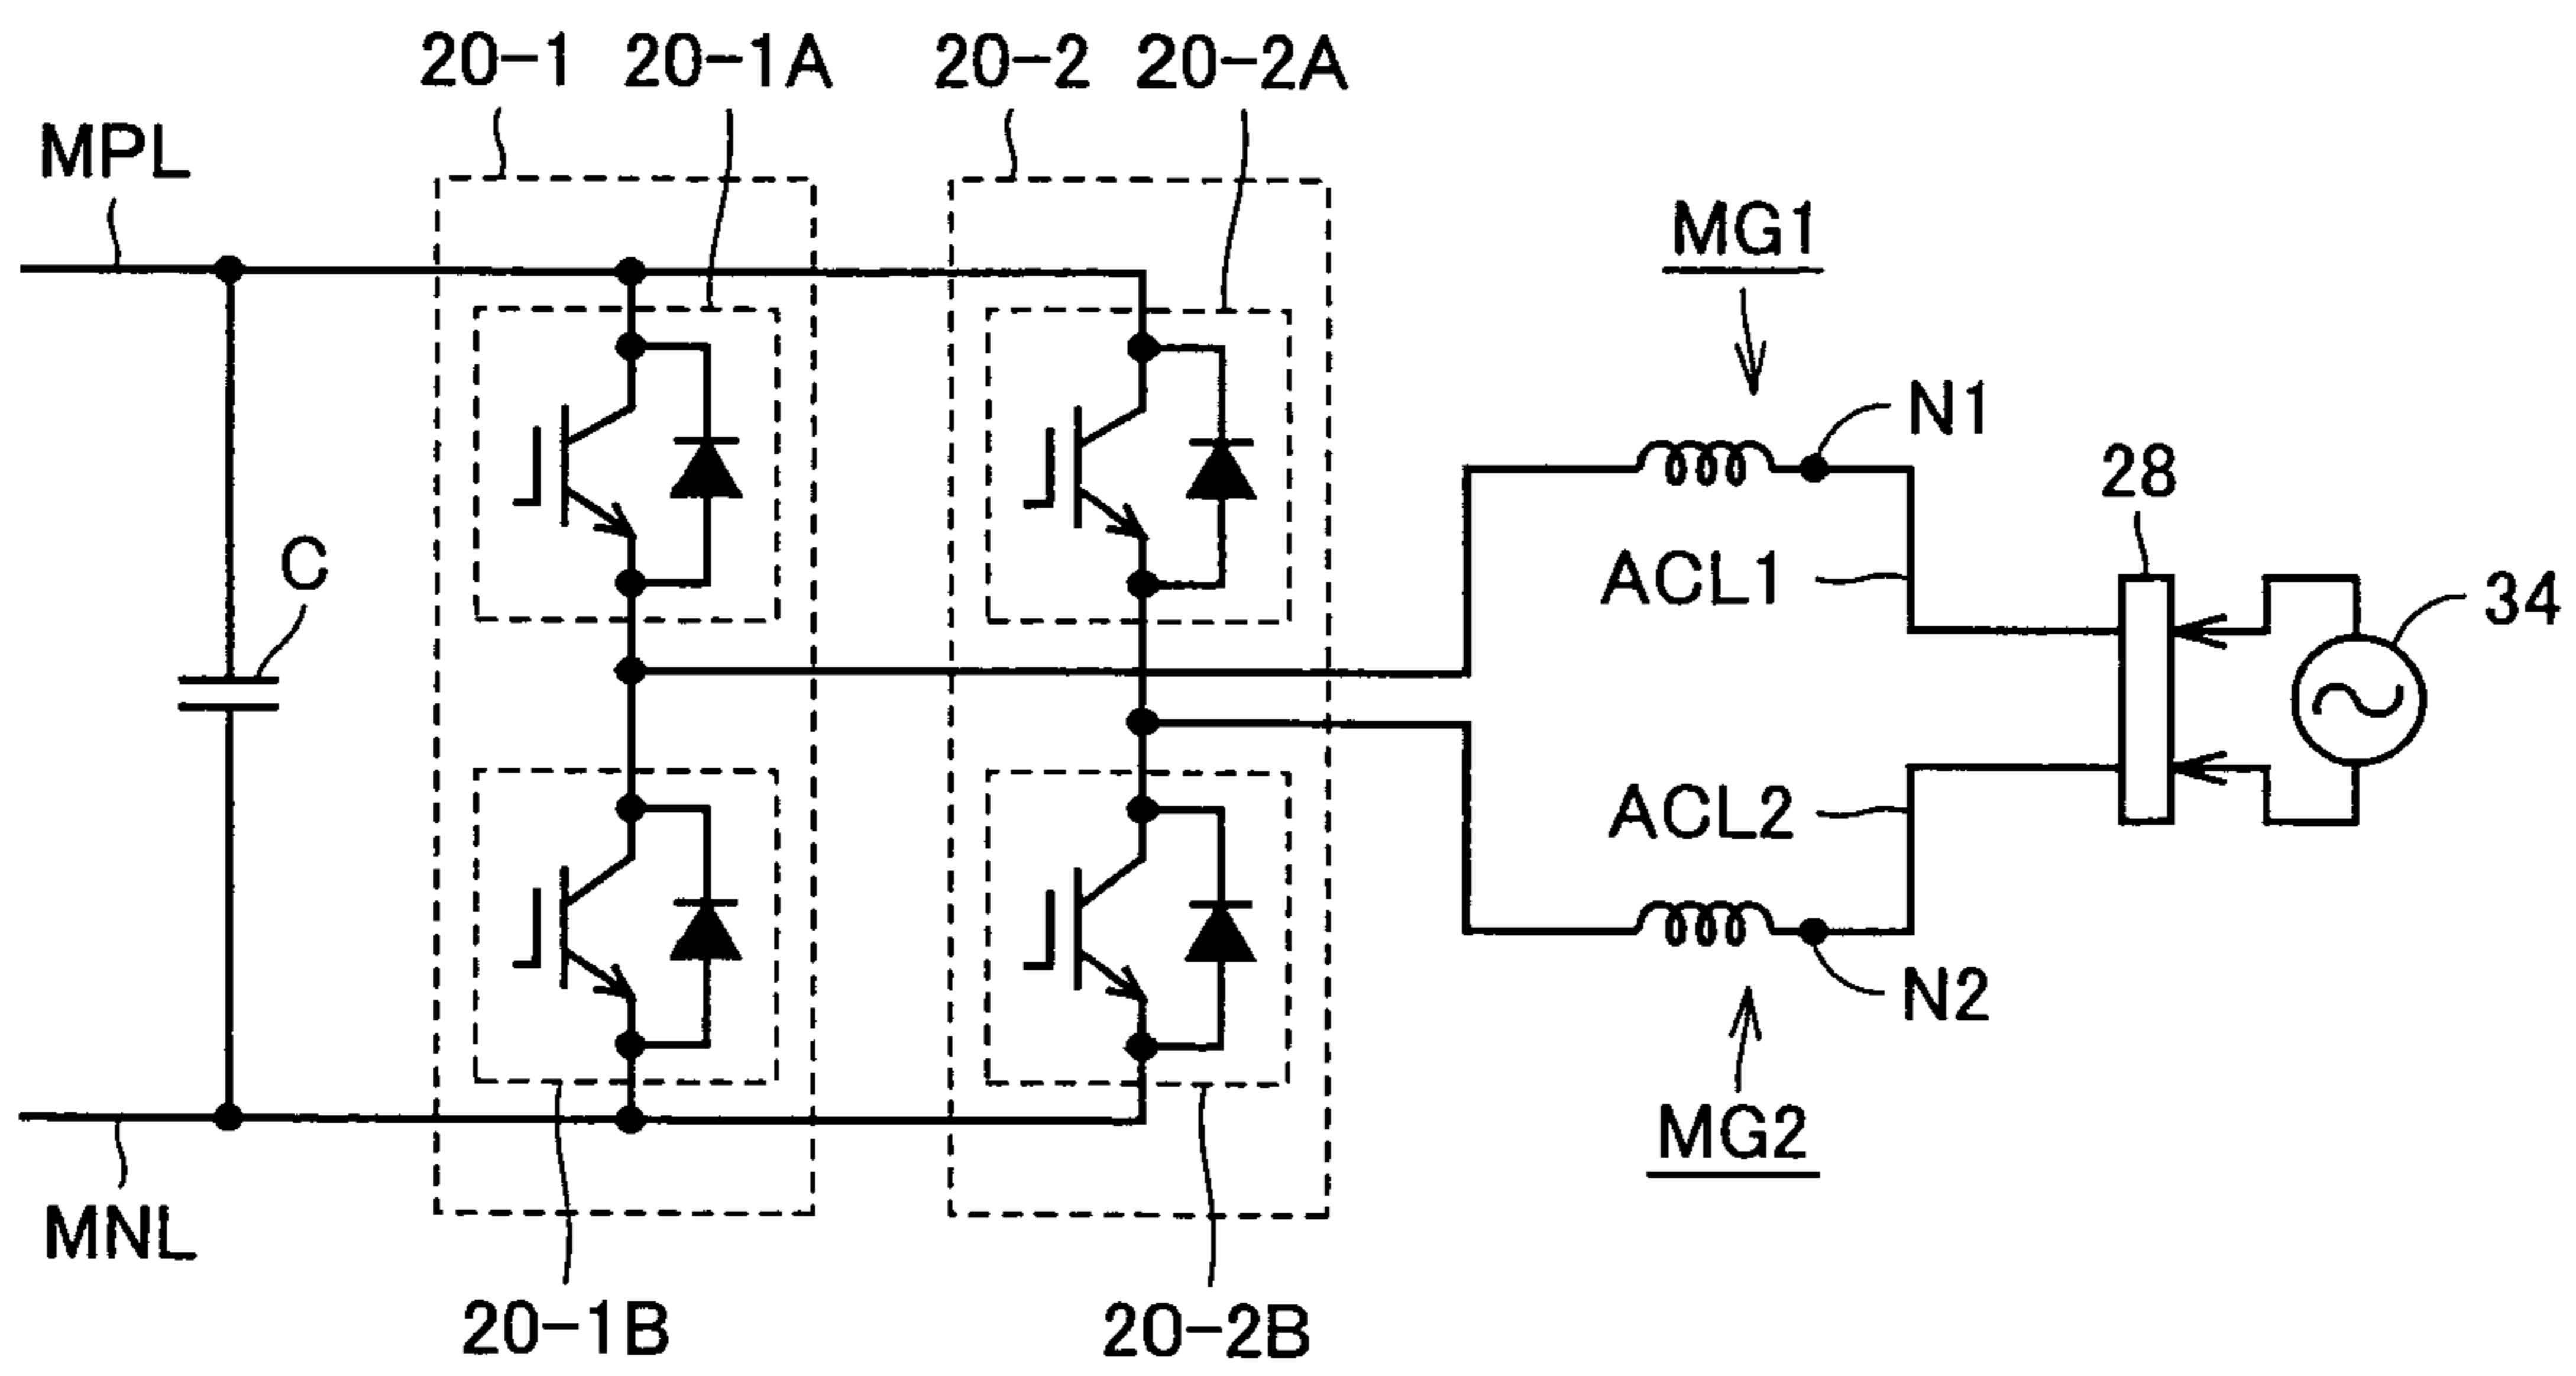 20-1 20-1A 20-2 20-2A
MPL
MG1
N1
28
C
ACL1
34
ACL2
N2
MG2
MNL
20-1B
20-2B